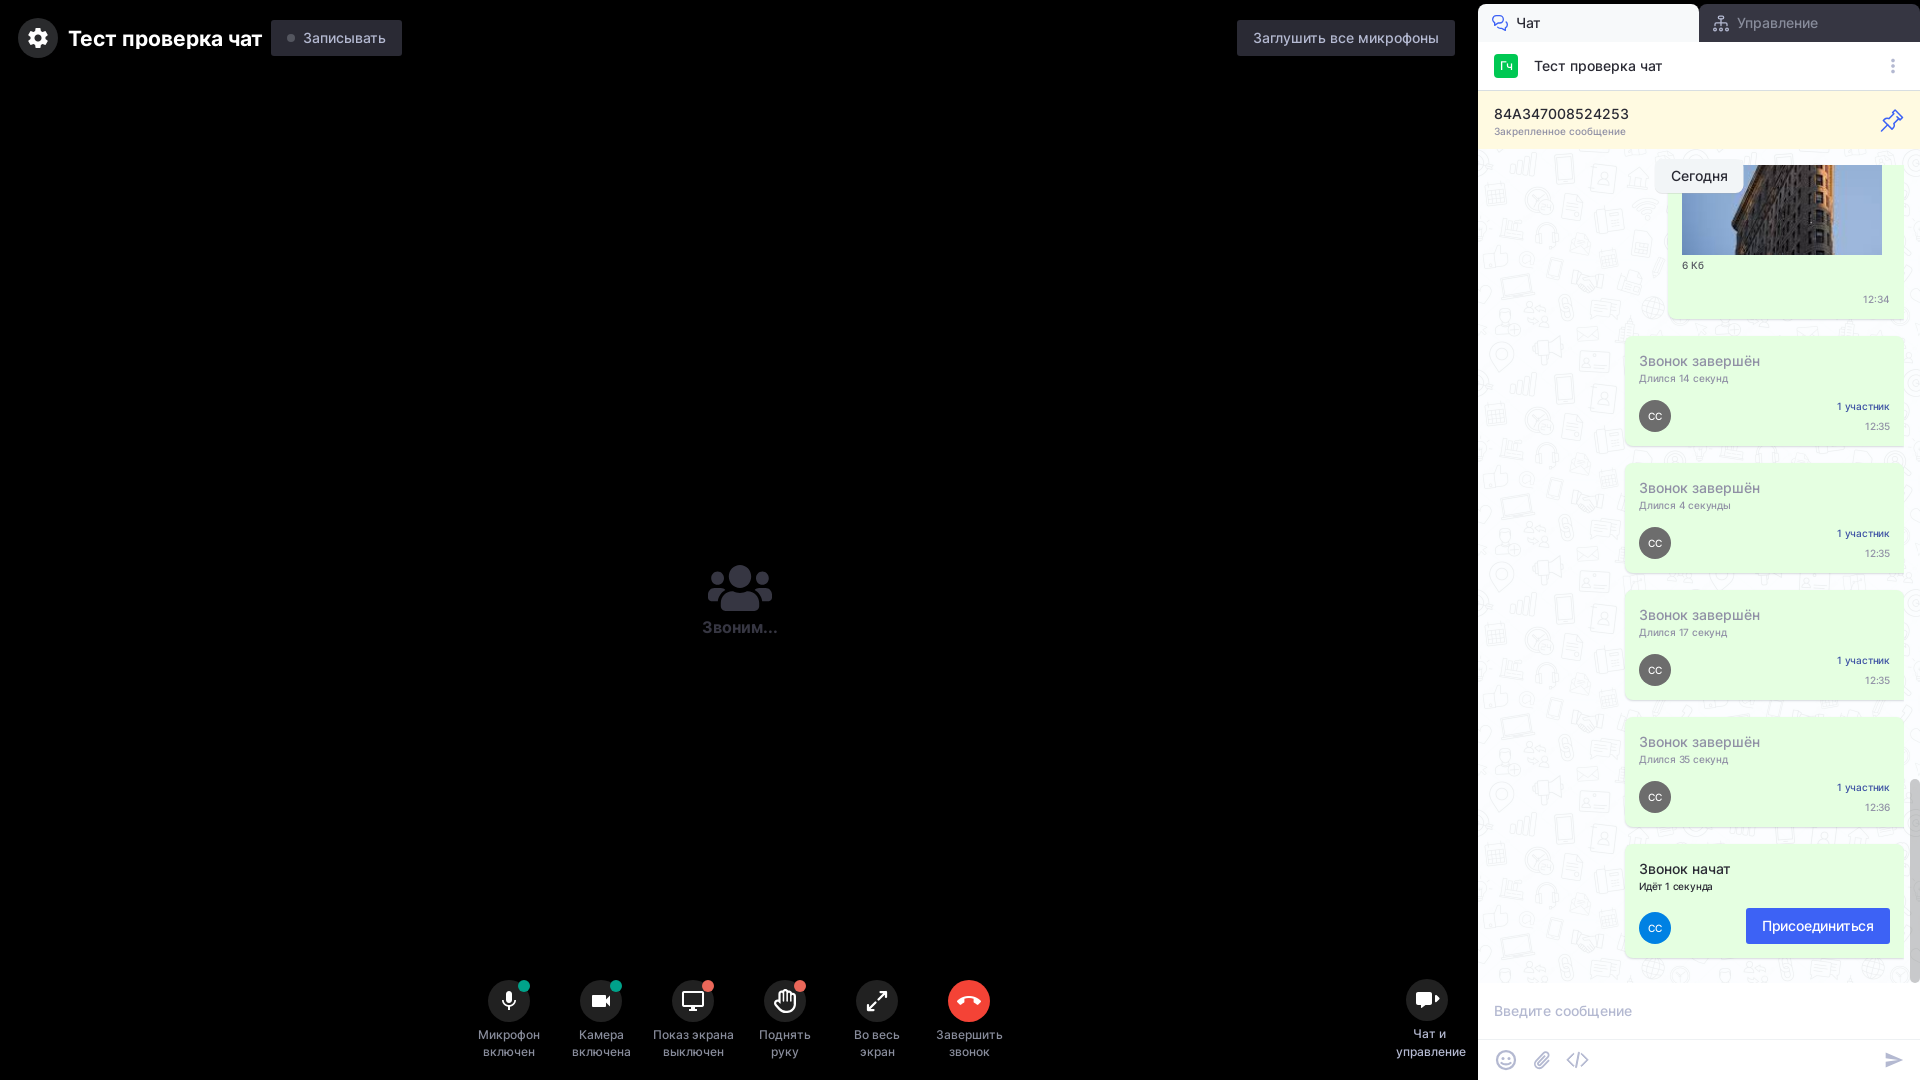 Тест проверка чат
Записывать
Заглушить все микрофоны
Чат
Управление
Гч
Тест проверка чат
84A347008524253
Закрепленное сообщение
Сегодня
6 Кб
12:34
Звонок завершён
Длился 14 секунд
СС
1 участник
12:35
Звонок завершён
Длился 4 секунды
СС
1 участник
12:35
Звонок завершён
Длился 17 секунд
СС
1 участник
12:35
Звонок завершён
Длился 35 секунд
СС
1 участник
12:36
Звонок начат
Идёт 1 секунда
СС
Присоединиться
Звоним...
Микрофон
включен
Камера
включена
Показ экрана
выключен
Поднять
руку
Во весь
экран
Завершить
звонок
Чат и
управление
Введите сообщение